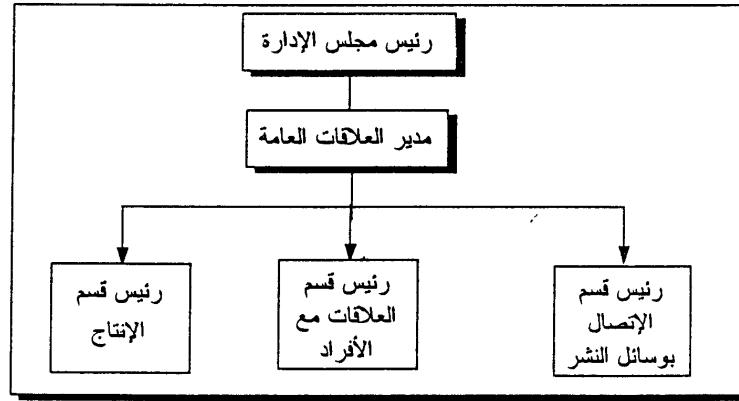 رئيس مجلس الإدارة
مدير العلاقات العامة
رئيس قسم
الإتصال
بوسائل النشر
رئيس قسم
العلاقات مع
الأفراد
رئيس قسم
الإنتاج